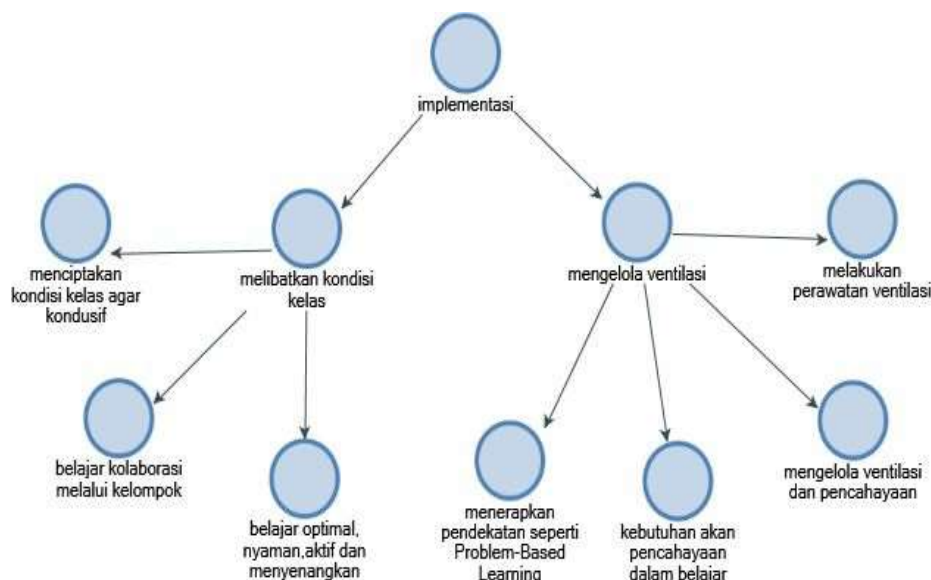 implementasi
menciptakan
kondisi kelas agar
kondusif
melibatkan kondisi
kelas
mengelola ventilasi
melakukan
perawatan ventilasi
belajar kolaborasi
melalui kelompok
belajar optimal,
nyaman,aktif dan
menyenangkan
menerapkan
pendekatan seperti
Problem-Based
Learning
kebutuhan akan
pencahayaan
dalam belajar
mengelola ventilasi
dan pencahayaan